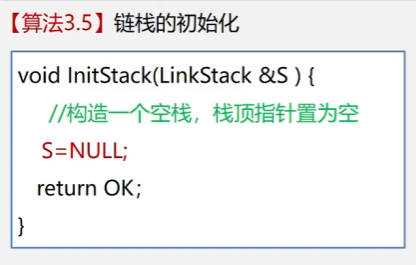 【算法3.5】链栈的初始化
void InitStack(LinkStack &S ) {
//构造一个空栈，栈顶指针置为空
S=NULL;
return OK；
}